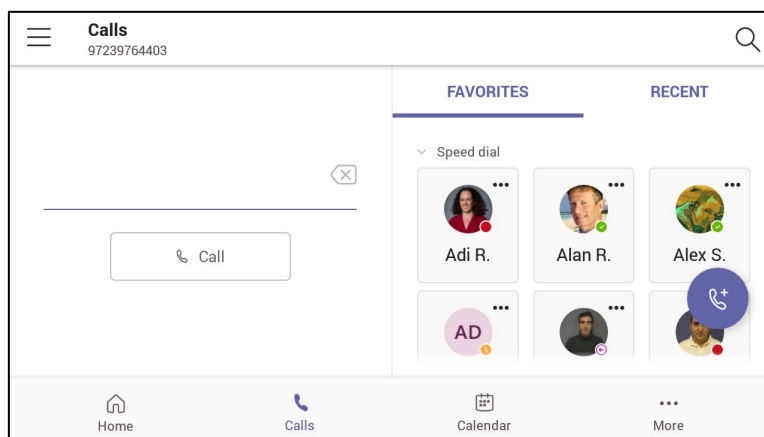 Calls
97239764403
FAVORITES
RECENT
Speed dial
Call
Adi R.
Alan R.
Alex S.
AD
Home
Calls
Calendar
More